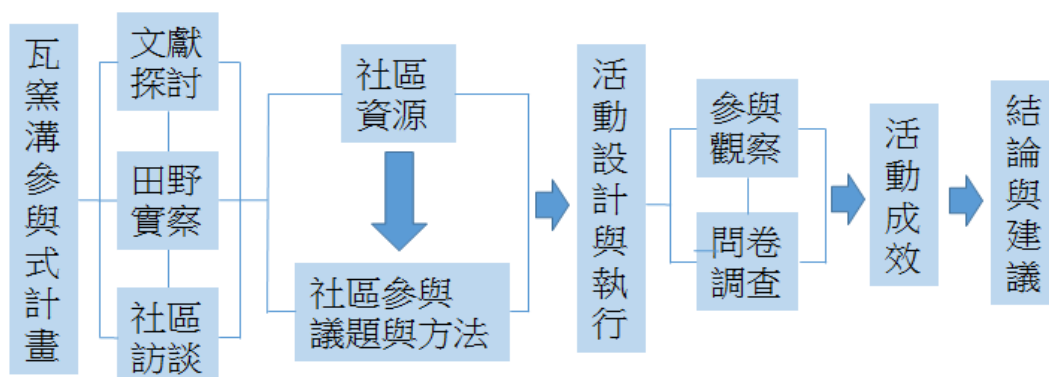 瓦窯溝參與式計畫
文獻
探討
田野
實察
社區
訪談
社區
資源
社區參與
議題與方法
活動設計與執行
參與
觀察
問卷
調查
活動成效
結論與建議